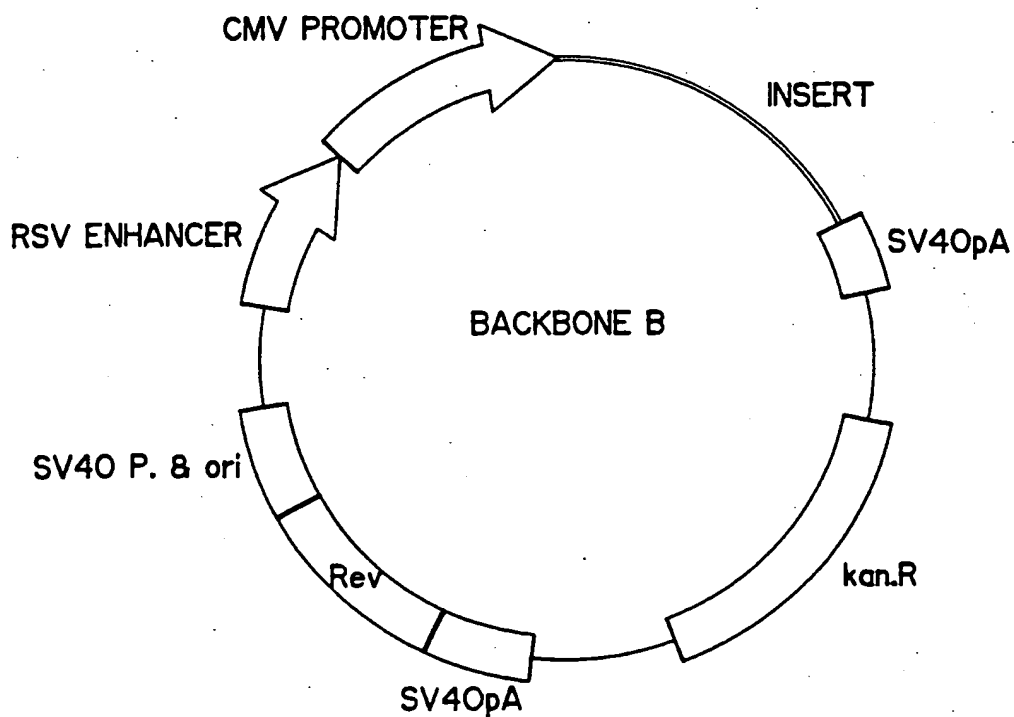 CMV PROMOTER
INSERT
RSV ENHANCER
SV40pA
BACKBONE B
SV40 P. & ori
Rev
kan.R
SV40pA